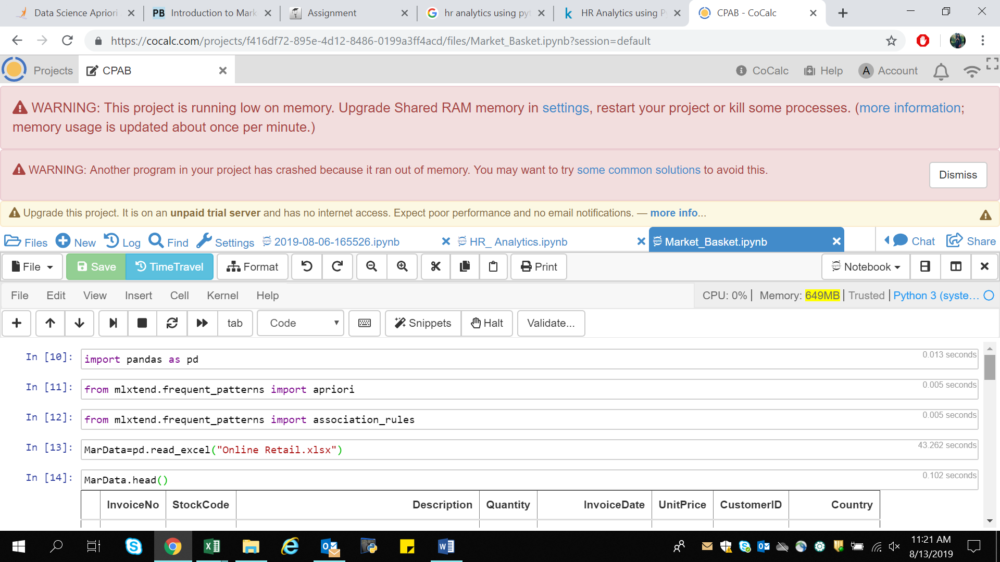 Data Science Apriori
PB Introduction to Mark
Assignment
hr analytics using pyt
HR Analytics using P
CPAB - CoCalc
https://cocalc.com/projects/f416df72-895e-4d12-8486-0199a3ff4acd/files/Market_Basket.ipynb?session=default
Projects CPAB CoCalc Help A Account
WARNING: This project is running low on memory. Upgrade Shared RAM memory in settings, restart your project or kill some processes. (more information;
memory usage is updated about once per minute.)
WARNING: Another program in your project has crashed because it ran out of memory. You may want to try some common solutions to avoid this.
Dismiss
Upgrade this project. It is on an unpaid trial server and has no internet access. Expect poor performance and no email notifications. — more info...
Files New Log Find Settings 2019-08-06-165526.ipynb HR_ Analytics.ipynb Market_Basket.ipynb Chat Share
File Save TimeTravel Format Print Notebook
File Edit View Insert Cell Kernel Help CPU: 0% Memory: 649MB Trusted Python 3 (syste...
tab Code Snippets Halt Validate...
In [10]: import pandas as pd 0.013 seconds
In [11]: from mlxtend.frequent_patterns import apriori 0.005 seconds
In [12]: from mlxtend.frequent_patterns import association_rules 0.005 seconds
In [13]: MarData=pd.read_excel("Online Retail.xlsx") 43.262 seconds
In [14]: MarData.head() 0.102 seconds
InvoiceNo StockCode Description Quantity InvoiceDate UnitPrice CustomerID Country
11:21 AM
8/13/2019